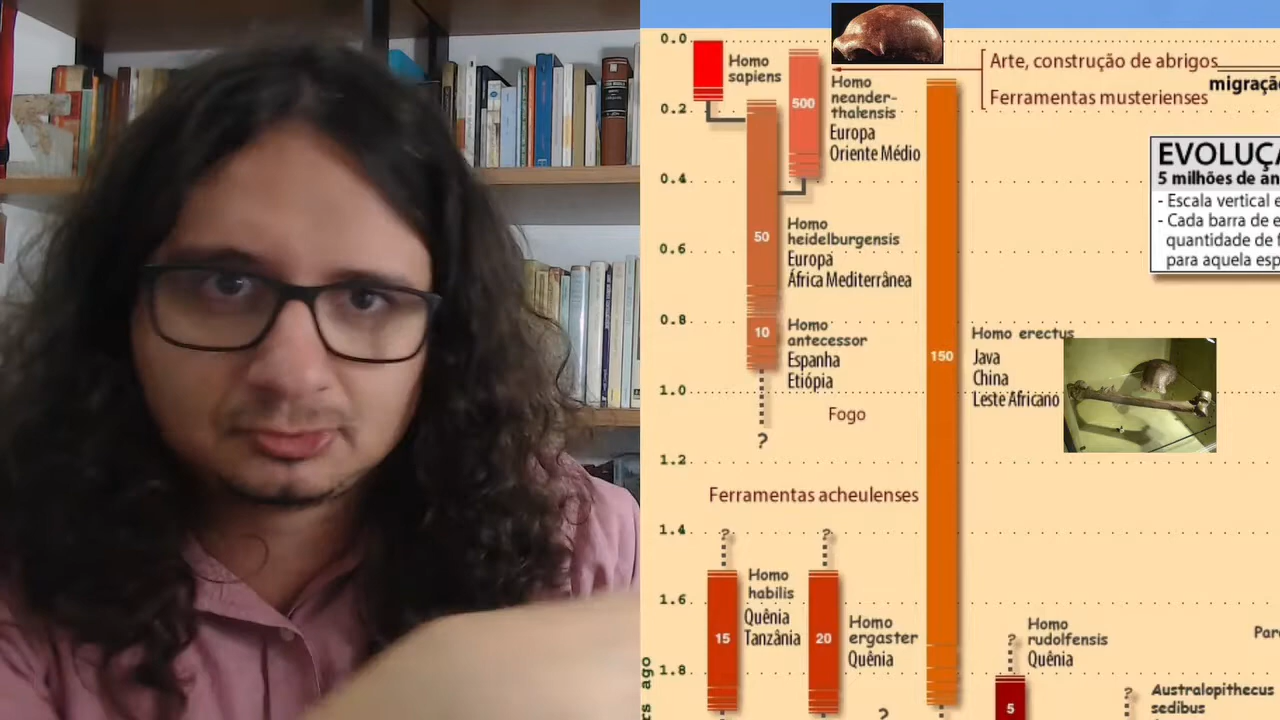 0.0
Homo
sapiens
500
Homo
neander-
thalensis
Europa
Oriente Médio
Arte, construção de abrigos
migração
Ferramentas musterienses
0.2
EVOLUÇA
5 milhões de an
- Escala vertical e
- Cada barra de e
quantidade de f
para aquela esp
0.4
50
Homo
heidelburgensis
Europa
África Mediterrânea
0.6
0.8
10
Homo
antecessor
Espanha
Etiópia
150
Homo erectus
Java
China
Leste Africano
1.0
Fogo
?
1.2
Ferramentas acheulenses
1.4
?
?
1.6
15
Homo
habilis
Quênia
Tanzânia
20
Homo
ergaster
Quênia
?
Homo
rudolfensis
Quênia
Par
1.8
5
?
?
Australopithecus
sedibus
rs ago